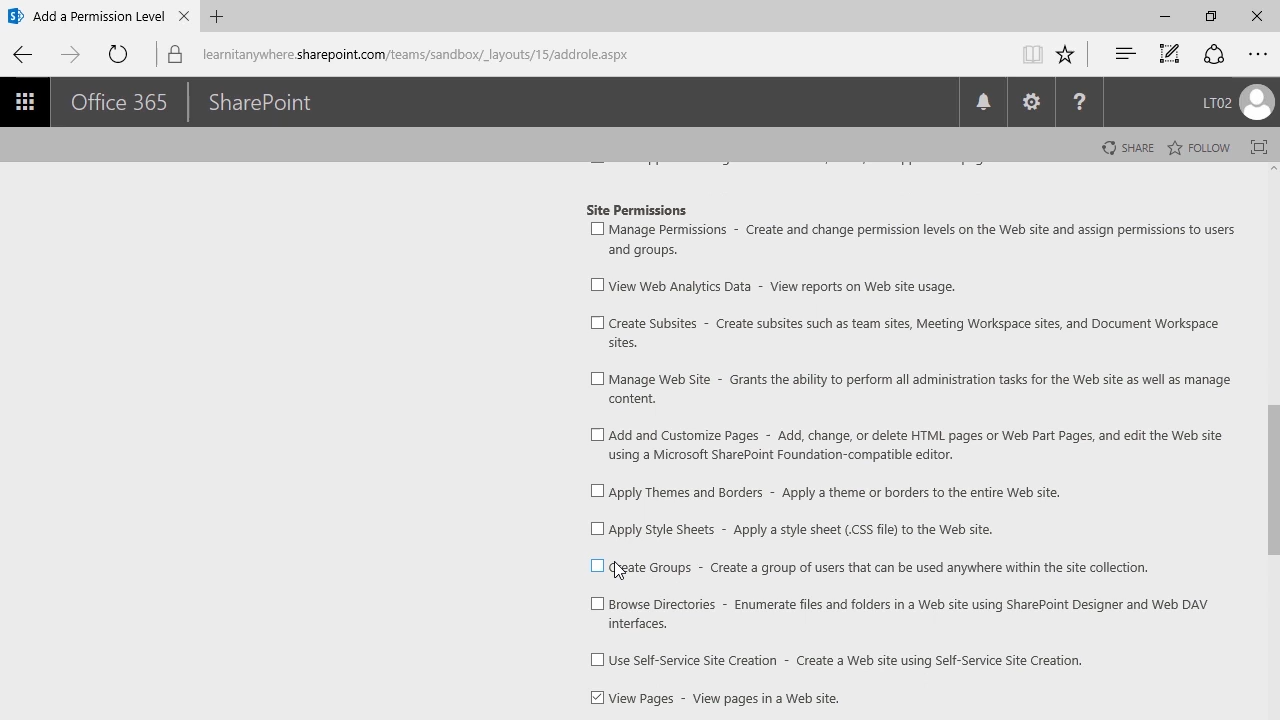 Add a Permission Level
learnitanywhere.sharepoint.com/teams/sandbox/_layouts/15/addrole.aspx
Office 365
SharePoint
LT02
SHARE
FOLLOW
Site Permissions
Manage Permissions - Create and change permission levels on the Web site and assign permissions to users
and groups.
View Web Analytics Data - View reports on Web site usage.
Create Subsites - Create subsites such as team sites, Meeting Workspace sites, and Document Workspace
sites.
Manage Web Site - Grants the ability to perform all administration tasks for the Web site as well as manage
content.
Add and Customize Pages - Add, change, or delete HTML pages or Web Part Pages, and edit the Web site
using a Microsoft SharePoint Foundation-compatible editor.
Apply Themes and Borders - Apply a theme or borders to the entire Web site.
Apply Style Sheets - Apply a style sheet (.CSS file) to the Web site.
Create Groups - Create a group of users that can be used anywhere within the site collection.
Browse Directories - Enumerate files and folders in a Web site using SharePoint Designer and Web DAV
interfaces.
Use Self-Service Site Creation - Create a Web site using Self-Service Site Creation.
View Pages - View pages in a Web site.